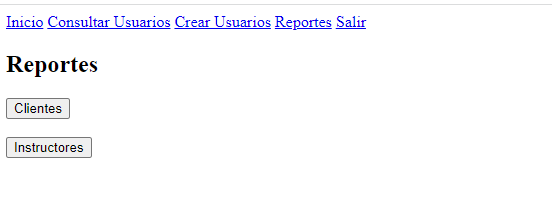 Inicio Consultar Usuarios Crear Usuarios Reportes Salir
Reportes
Clientes
Instructores